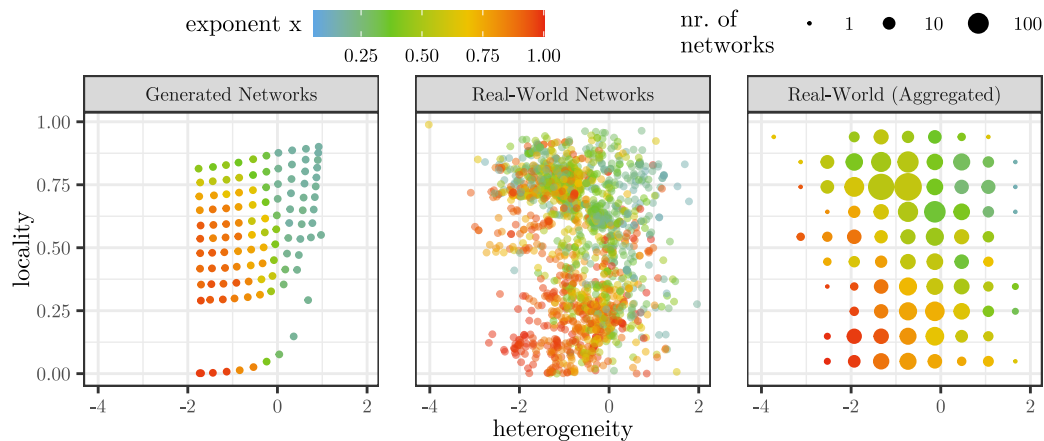 exponent x
0.25 0.50 0.75 1.00
nr. of
networks
1 10 100
Generated Networks
Real-World Networks
Real-World (Aggregated)
locality
1.00
0.75
0.50
0.25
0.00
-4 -2 0 2
-4 -2 0 2
-4 -2 0 2
heterogeneity